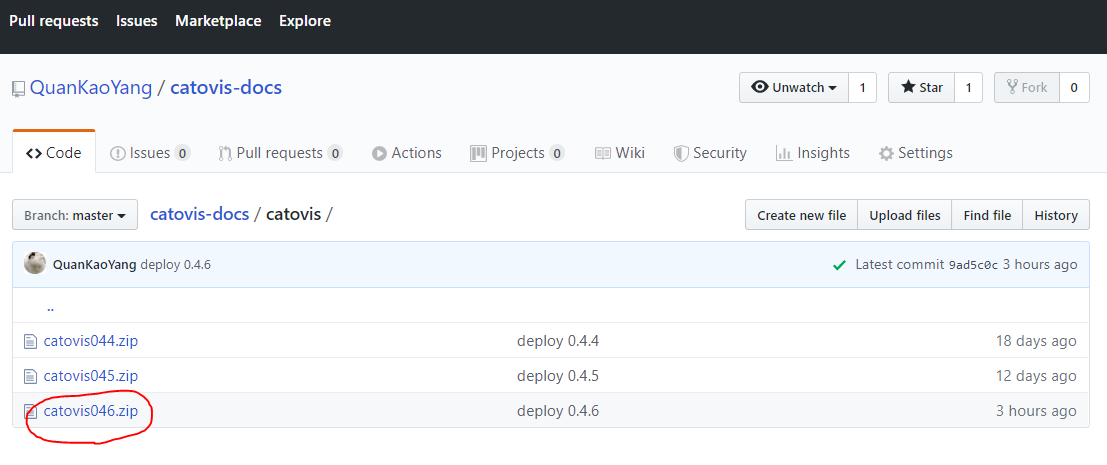 Pull requests Issues Marketplace Explore
QuanKaoYang / catovis-docs Unwatch 1 Star 1 Fork 0
Code Issues 0 Pull requests 0 Actions Projects 0 Wiki Security Insights Settings
Branch: master catovis-docs / catovis / Create new file Upload files Find file History
QuanKaoYang deploy 0.4.6 Latest commit 9ad5c0c 3 hours ago
..
catovis044.zip deploy 0.4.4 18 days ago
catovis045.zip deploy 0.4.5 12 days ago
catovis046.zip deploy 0.4.6 3 hours ago